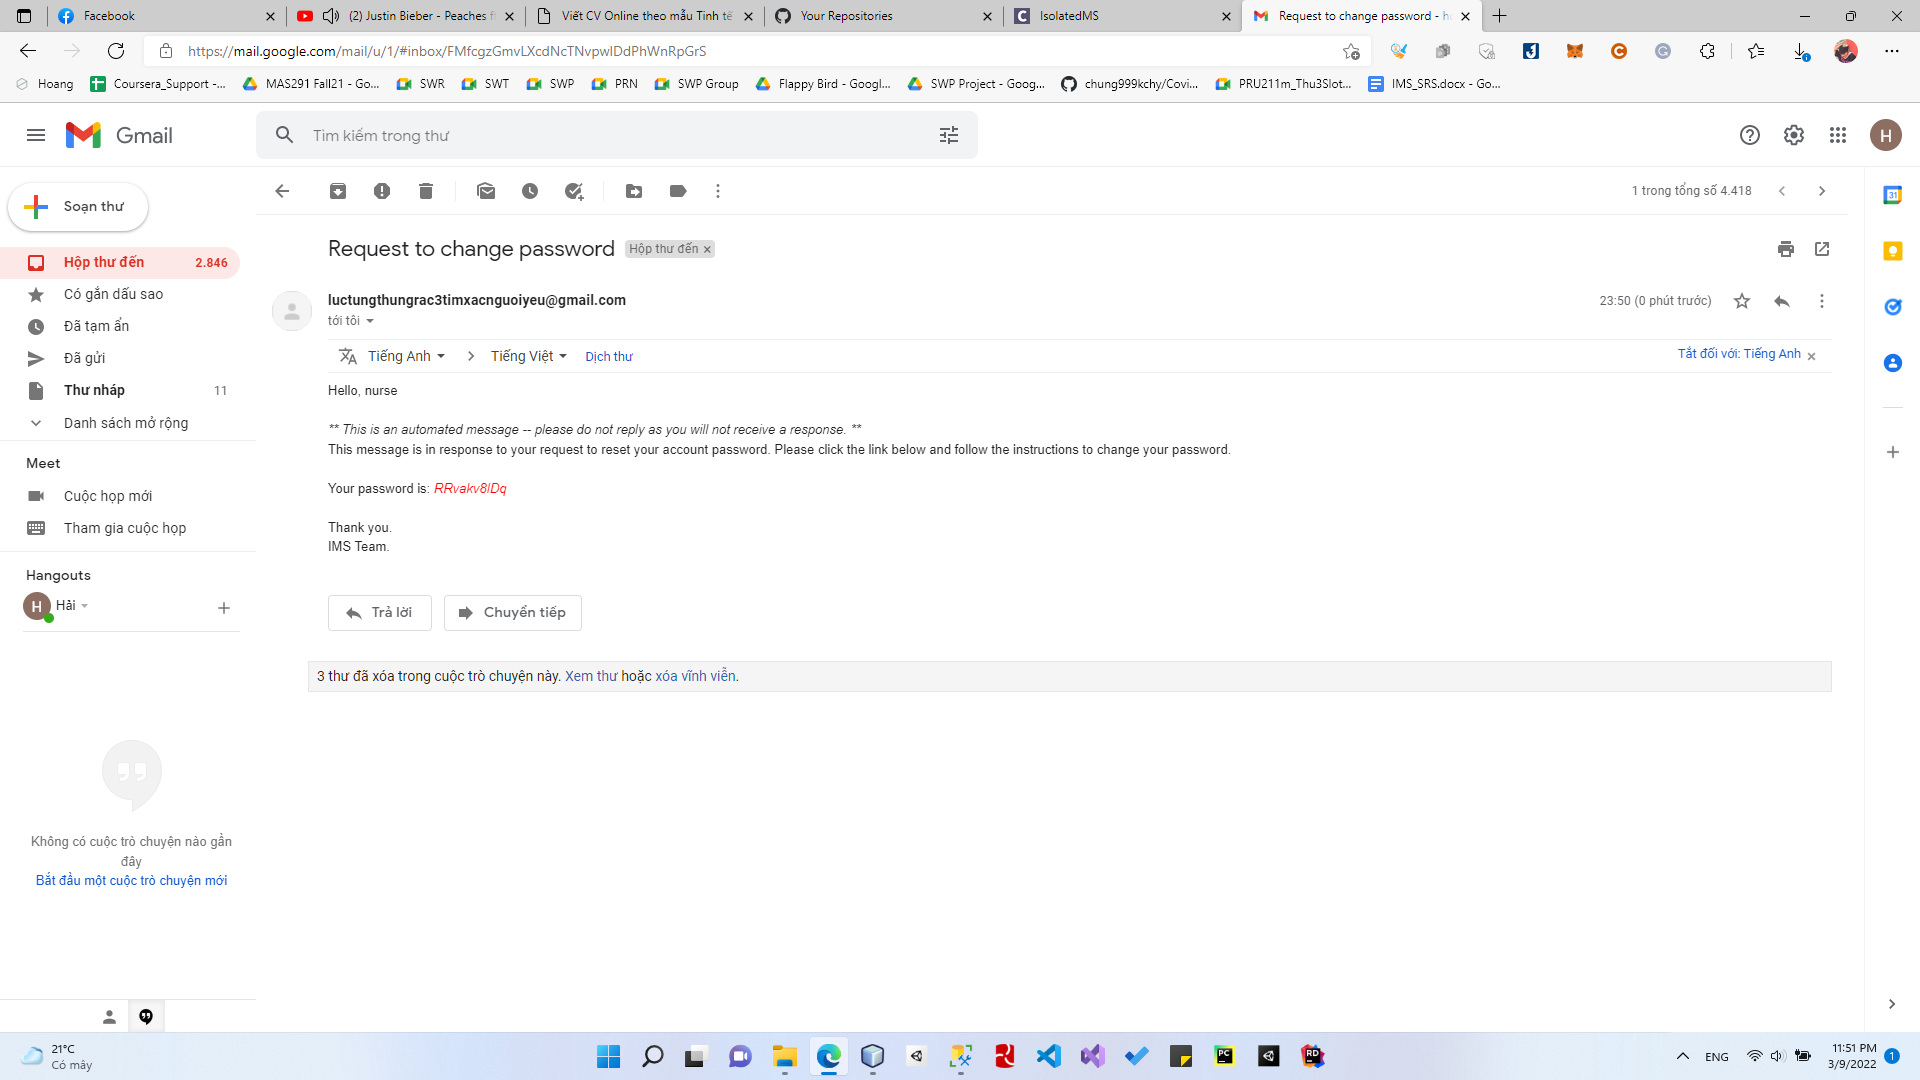 Facebook
(2) Justin Bieber - Peaches f
Viết CV Online theo mẫu Tinh tế
Your Repositories
IsolatedMS
Request to change password - h
https://mail.google.com/mail/u/1/#inbox/FMfcgzGmvLXcdNcTNvpwlDdPhWnRpGrS
Hoang
Coursera_Support -...
MAS291 Fall21 - Go...
SWR
SWT
SWP
PRN
SWP Group
Flappy Bird - Googl...
SWP Project - Goog...
chung999kchy/Covi...
PRU211m_Thu3Slot...
IMS_SRS.docx - Go...
Gmail
Tìm kiếm trong thư
H
Soạn thư
1 trong tổng số 4.418
31
Hộp thư đến 2.846
Có gắn dấu sao
Đã tạm ẩn
Đã gửi
Thư nháp 11
Danh sách mở rộng
Meet
Cuộc họp mới
Tham gia cuộc họp
Hangouts
H Hải
Không có cuộc trò chuyện nào gần
đây
Bắt đầu một cuộc trò chuyện mới
Request to change password Hộp thư đến
luctungthungrac3timxacnguoiyeu@gmail.com
23:50 (0 phút trước)
tới tôi
Tiếng Anh
Tiếng Việt
Dịch thư
Tắt đối với: Tiếng Anh
Hello, nurse
** This is an automated message -- please do not reply as you will not receive a response. **
This message is in response to your request to reset your account password. Please click the link below and follow the instructions to change your password.
Your password is: RRvakv8lDq
Thank you.
IMS Team.
Trả lời
Chuyển tiếp
3 thư đã xóa trong cuộc trò chuyện này. Xem thư hoặc xóa vĩnh viễn.
21°C
Có mây
PC
RD
ENG
11:51 PM
3/9/2022
1